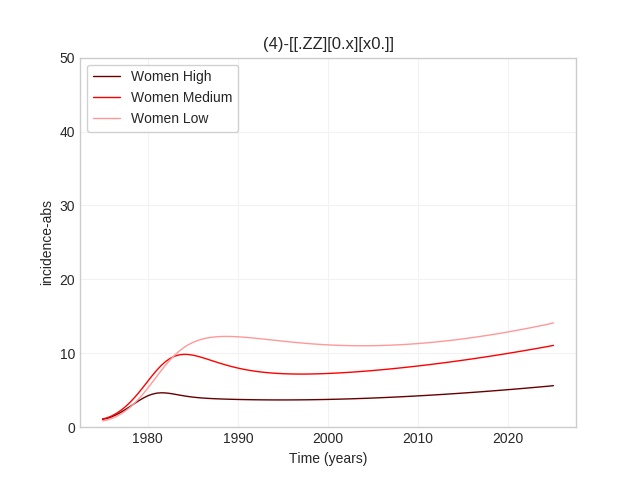 (4)-[[.ZZ][0.x][x0.]]
Women High
Women Medium
Women Low
50
40
30
20
10
0
incidence-abs
1980 1990 2000 2010 2020
Time (years)